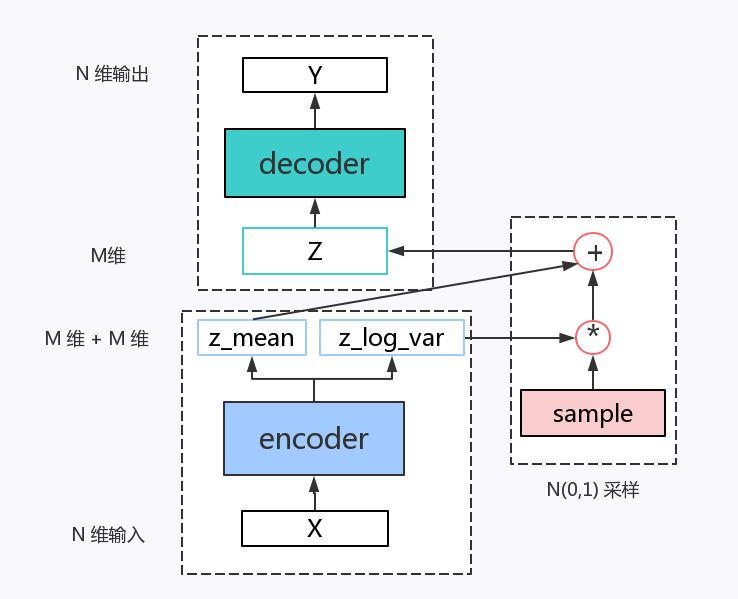 N 维输出
Y
decoder
M维
Z
+
M 维 + M 维
z_mean
z_log_var
*
encoder
sample
N(0,1) 采样
N 维输入
X